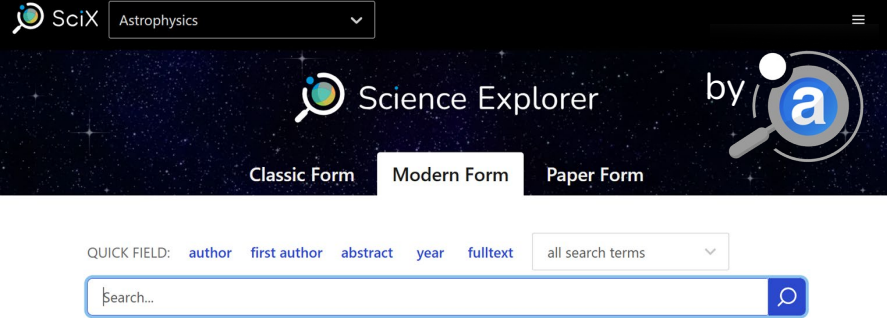 SciX Astrophysics
Science Explorer by a
Classic Form Modern Form Paper Form
QUICK FIELD: author first author abstract year fulltext all search terms
Search...